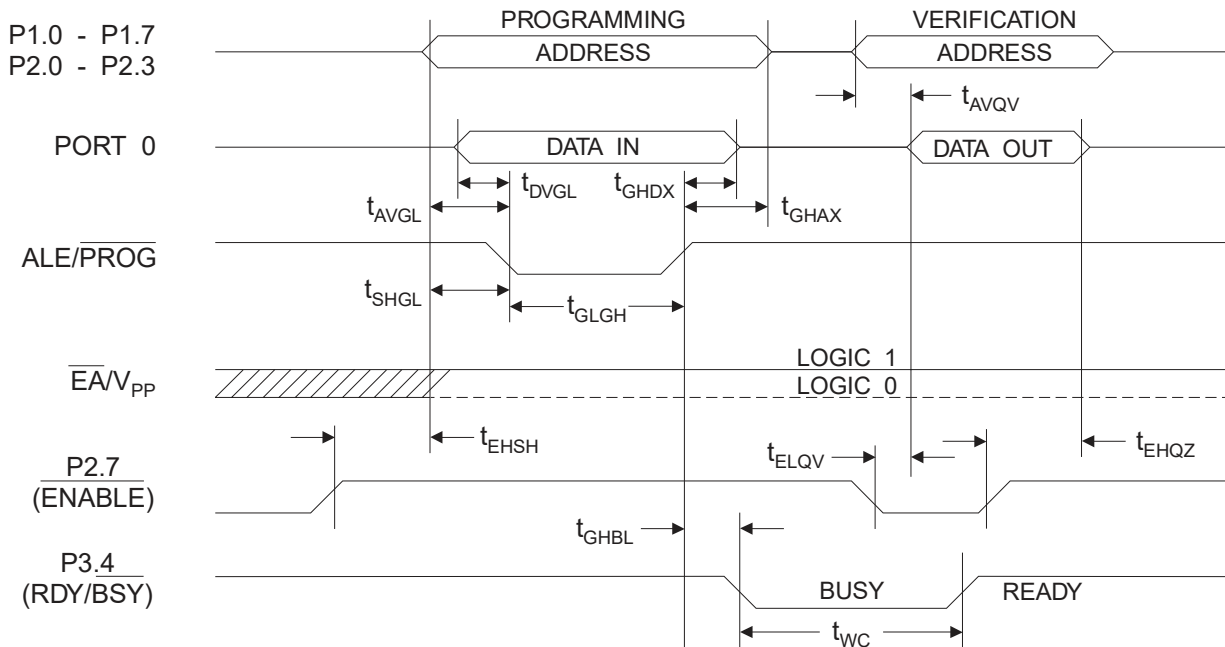 PROGRAMMING
VERIFICATION
P1.0 - P1.7
P2.0 - P2.3
ADDRESS
ADDRESS
tAVQV
PORT 0
DATA IN
DATA OUT
tDVGL
tGHDX
tAVGL
tGHAX
ALE/PROG
tSHGL
tGLGH
LOGIC 1
EA/VPP
LOGIC 0
tEHSH
tELQV
tEHQZ
P2.7
(ENABLE)
tGHBL
P3.4
(RDY/BSY)
BUSY
READY
tWC